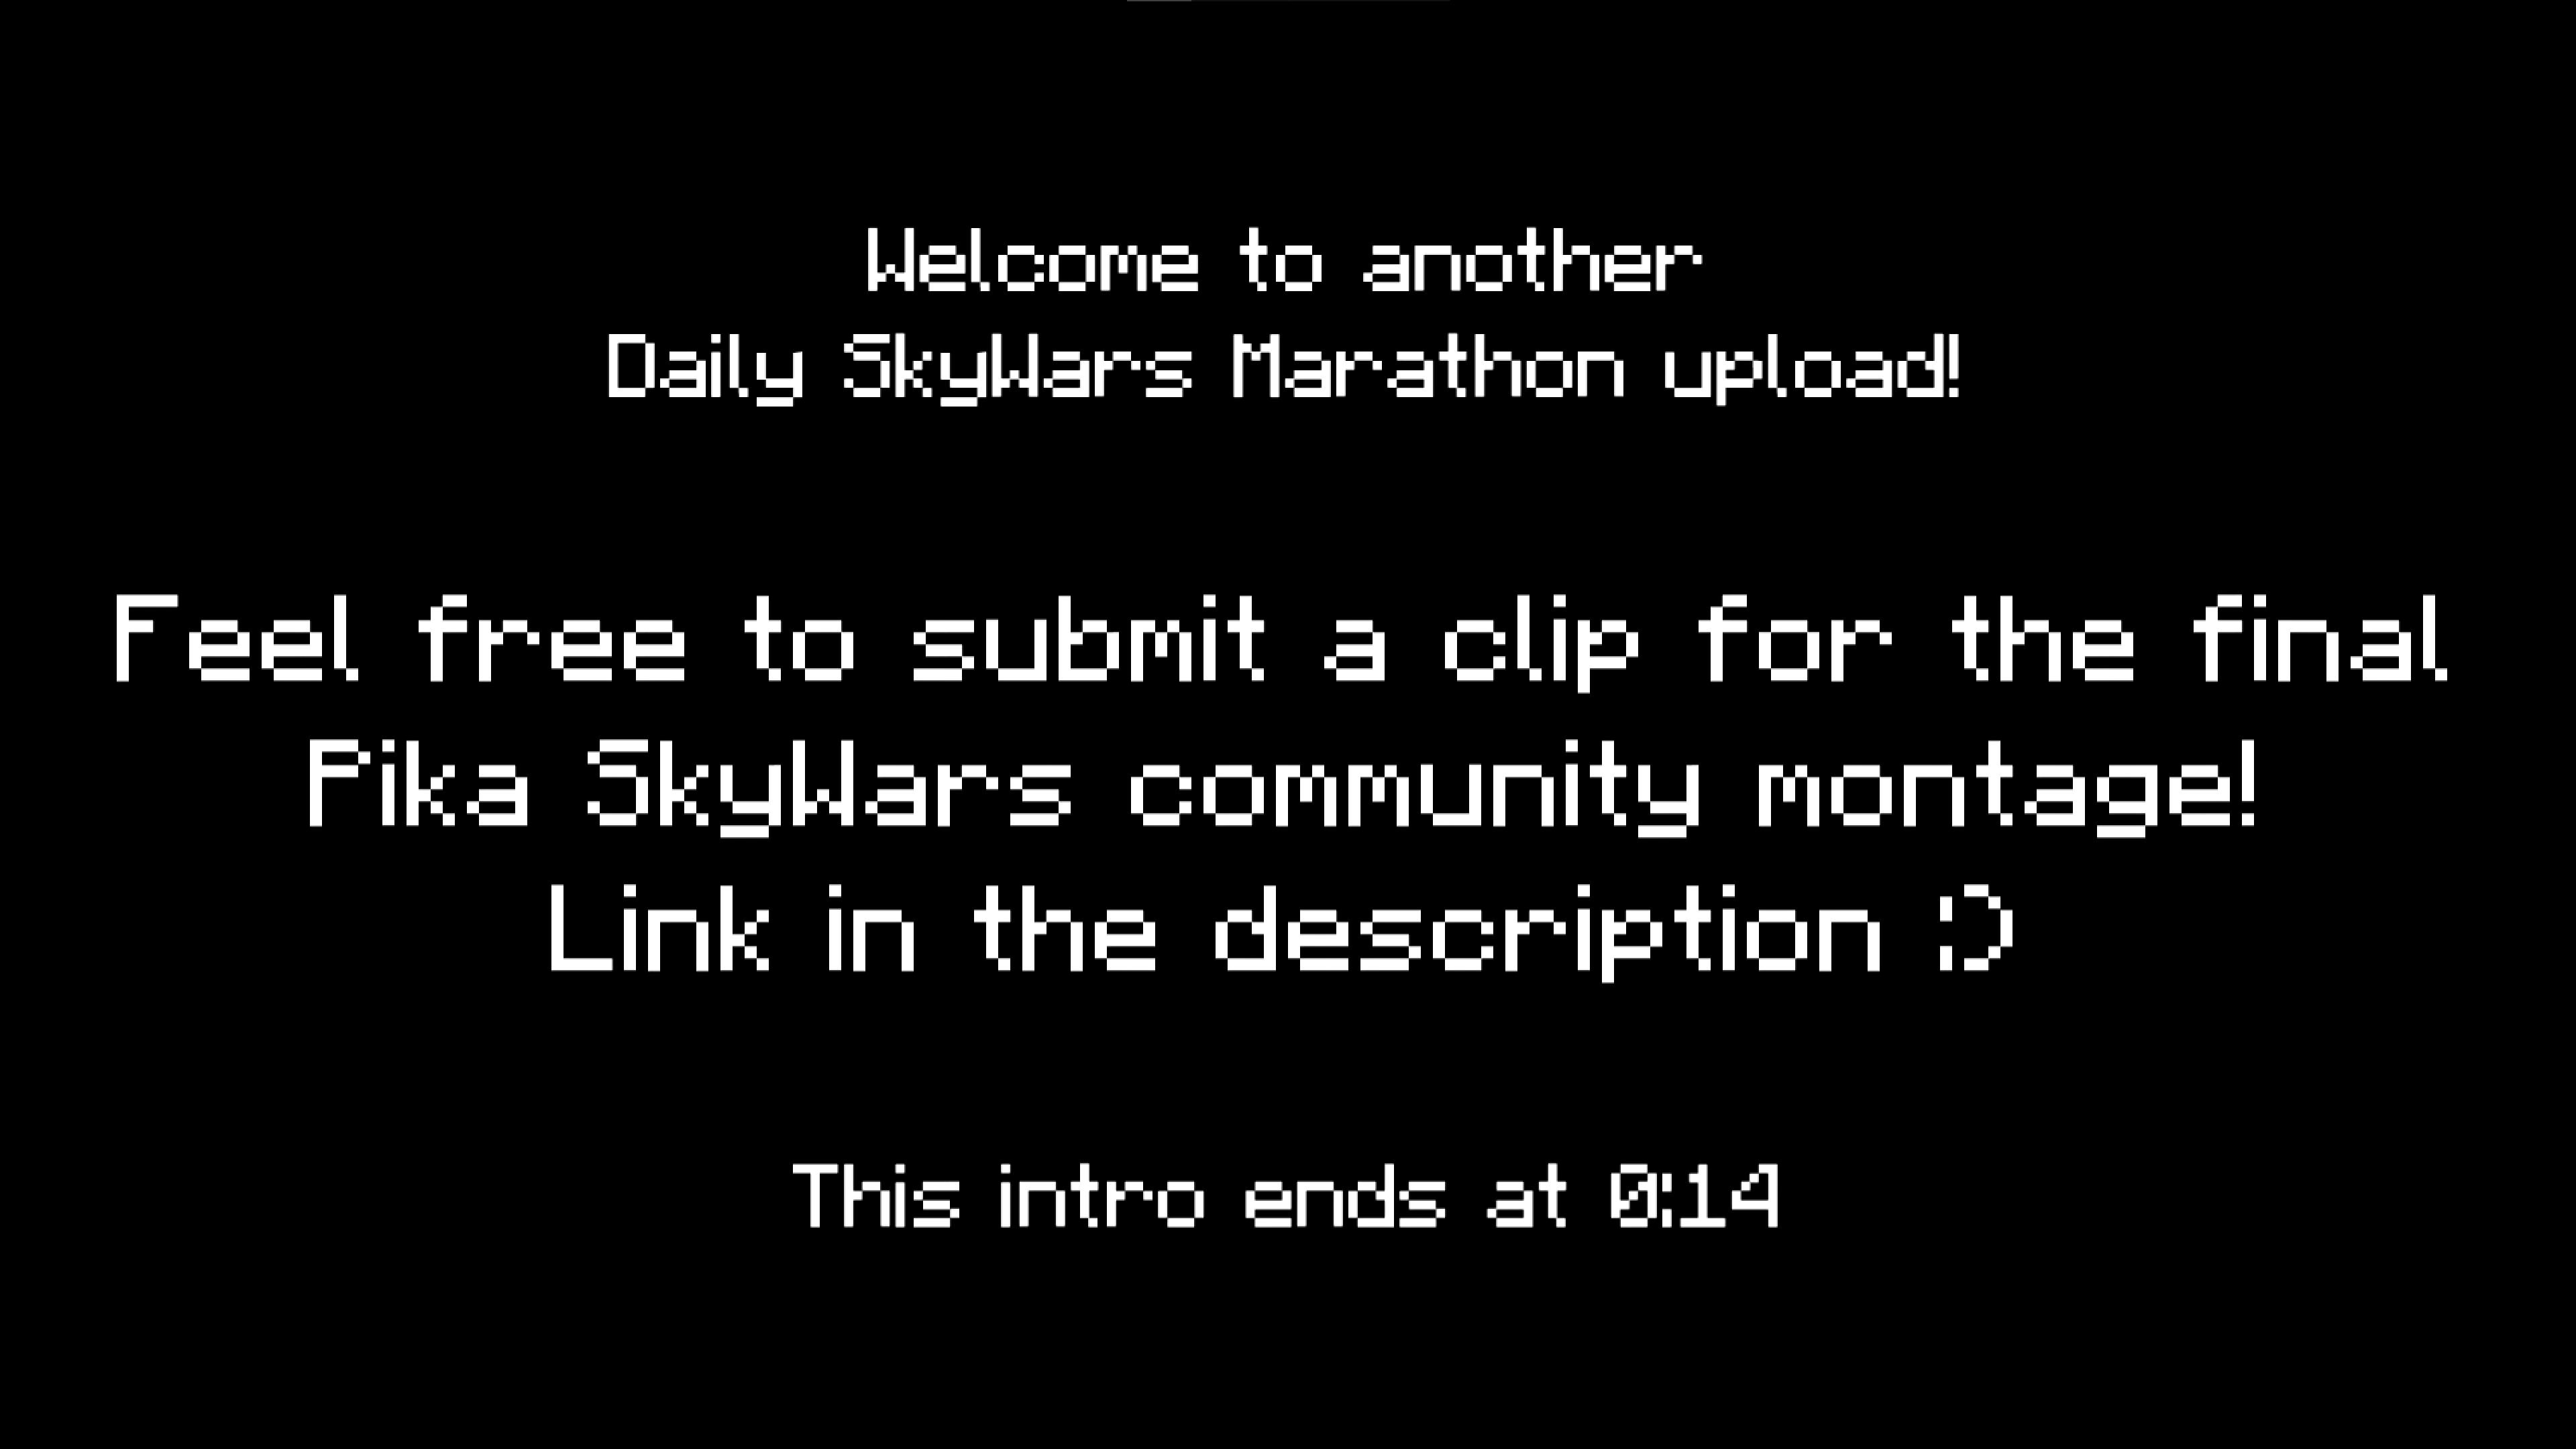 Welcome to another
Daily SkyWars Marathon upload!
Feel free to submit a clip for the final
Pika SkyWars community montage!
Link in the description :)
This intro ends at 0:14